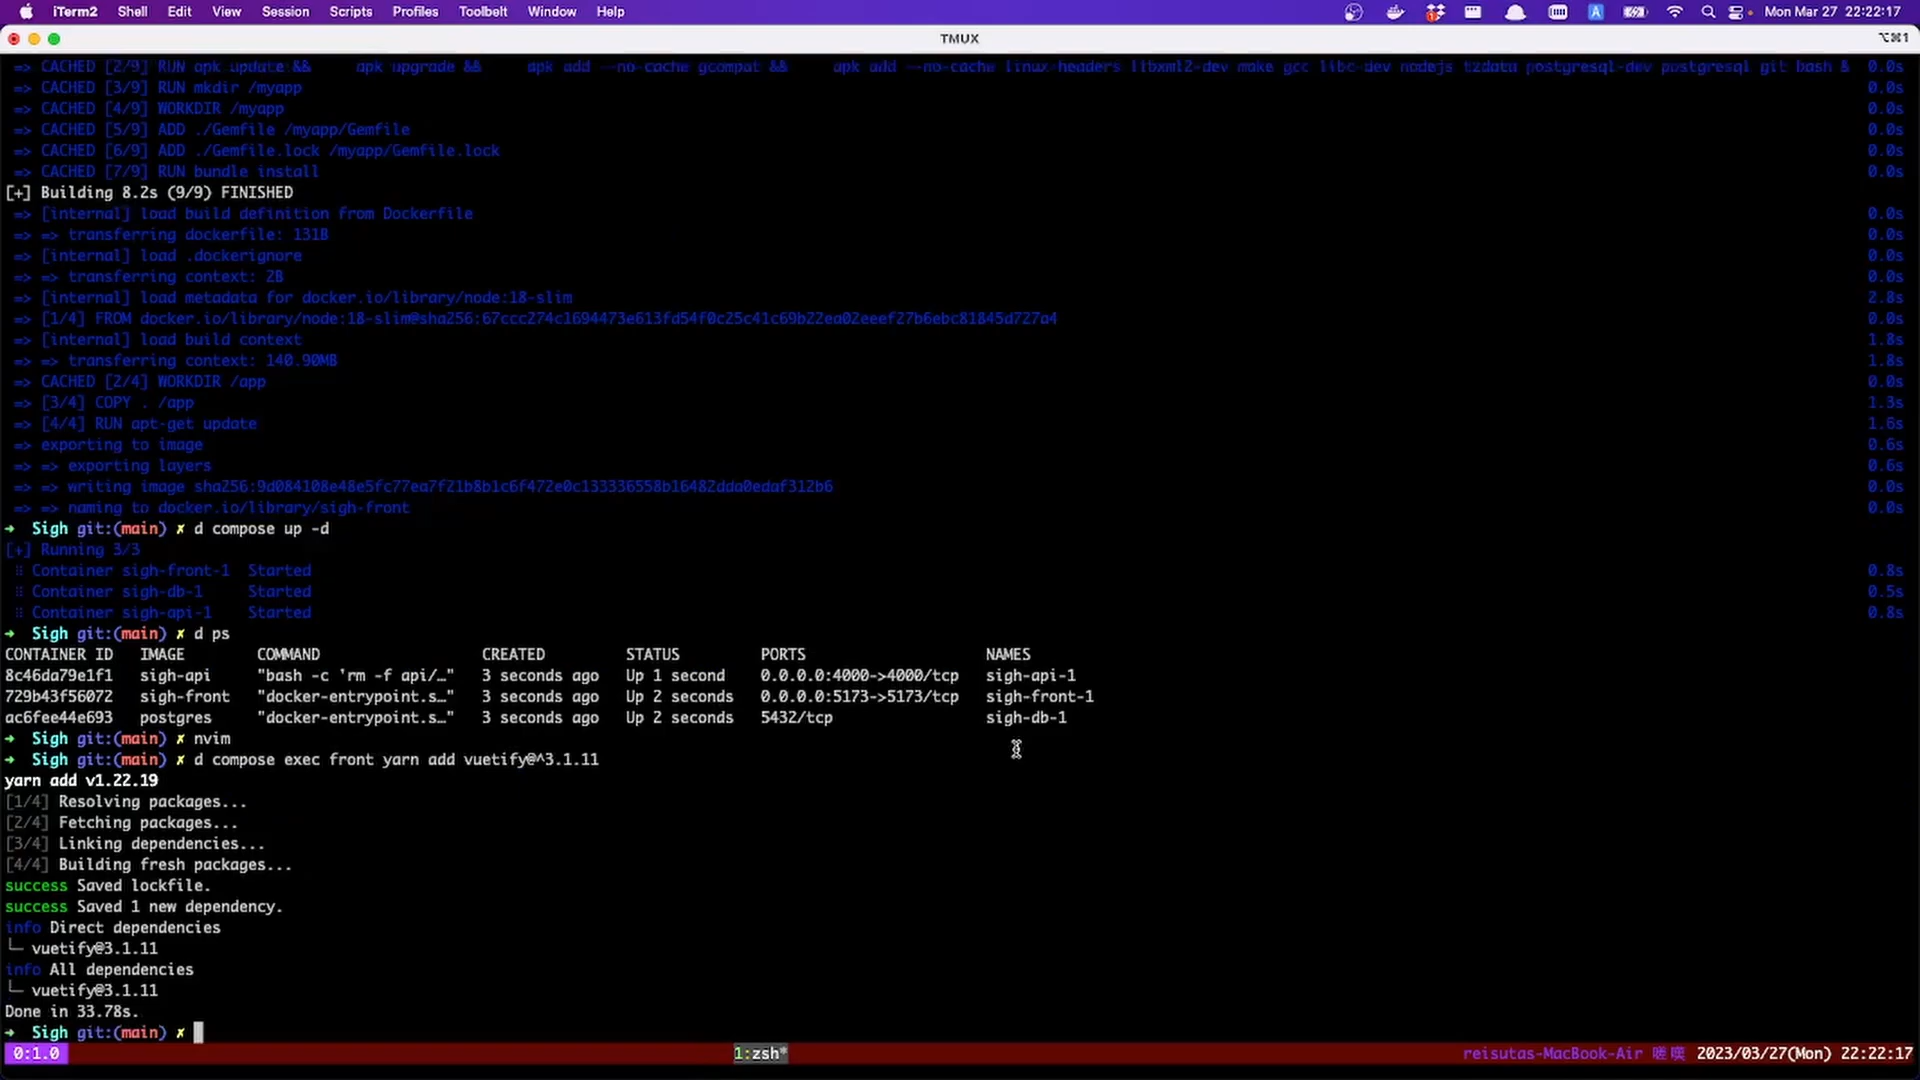 iTerm2 Shell Edit View Session Scripts Profiles Toolbelt Window Help A Mon Mar 27 22:22:17
TMUX ⌥⌘1
=> CACHED [2/9] RUN apk update && apk upgrade && apk add --no-cache gcompat && apk add --no-cache linux-headers libxml2-dev make gcc libc-dev nodejs tzdata postgresql-dev postgresql git bash & 0.0s
=> CACHED [3/9] RUN mkdir /myapp 0.0s
=> CACHED [4/9] WORKDIR /myapp 0.0s
=> CACHED [5/9] ADD ./Gemfile /myapp/Gemfile 0.0s
=> CACHED [6/9] ADD ./Gemfile.lock /myapp/Gemfile.lock 0.0s
=> CACHED [7/9] RUN bundle install 0.0s
[+] Building 8.2s (9/9) FINISHED
=> [internal] load build definition from Dockerfile 0.0s
=> => transferring dockerfile: 131B 0.0s
=> [internal] load .dockerignore 0.0s
=> => transferring context: 2B 0.0s
=> [internal] load metadata for docker.io/library/node:18-slim 2.8s
=> [1/4] FROM docker.io/library/node:18-slim@sha256:67ccc274c1694473e613fd54f0c25c41c69b22ea02eeef27b6ebc81845d727a4 0.0s
=> [internal] load build context 1.8s
=> => transferring context: 140.90MB 1.8s
=> CACHED [2/4] WORKDIR /app 0.0s
=> [3/4] COPY . /app 1.3s
=> [4/4] RUN apt-get update 1.6s
=> exporting to image 0.6s
=> => exporting layers 0.6s
=> => writing image sha256:9d084108e48e5fc77ea7f21b8b1c6f472e0c133336558b16482dda0edaf312b6 0.0s
=> => naming to docker.io/library/sigh-front 0.0s
➜ Sigh git:(main) ✗ d compose up -d
[+] Running 3/3
⠿ Container sigh-front-1 Started 0.8s
⠿ Container sigh-db-1 Started 0.5s
⠿ Container sigh-api-1 Started 0.8s
➜ Sigh git:(main) ✗ d ps
CONTAINER ID IMAGE COMMAND CREATED STATUS PORTS NAMES
8c46da79e1f1 sigh-api "bash -c 'rm -f api/…" 3 seconds ago Up 1 second 0.0.0.0:4000->4000/tcp sigh-api-1
729b43f56072 sigh-front "docker-entrypoint.s…" 3 seconds ago Up 2 seconds 0.0.0.0:5173->5173/tcp sigh-front-1
ac6fee44e693 postgres "docker-entrypoint.s…" 3 seconds ago Up 2 seconds 5432/tcp sigh-db-1
➜ Sigh git:(main) ✗ nvim
➜ Sigh git:(main) ✗ d compose exec front yarn add vuetify@^3.1.11
yarn add v1.22.19
[1/4] Resolving packages...
[2/4] Fetching packages...
[3/4] Linking dependencies...
[4/4] Building fresh packages...
success Saved lockfile.
success Saved 1 new dependency.
info Direct dependencies
└─ vuetify@3.1.11
info All dependencies
└─ vuetify@3.1.11
Done in 33.78s.
➜ Sigh git:(main) ✗
0:1.0 1:zsh* reisutas-MacBook-Air 2023/03/27(Mon) 22:22:17